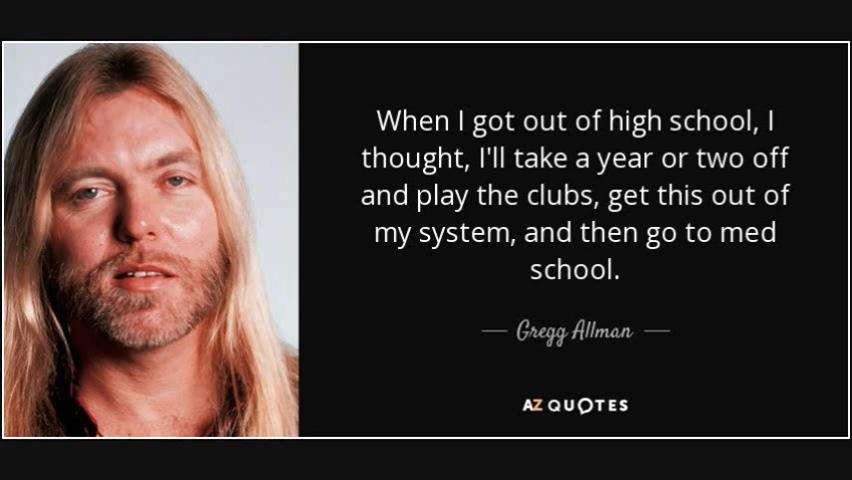 When I got out of high school, I
thought, I'll take a year or two off
and play the clubs, get this out of
my system, and then go to med
school.
Gregg Allman
AZ QUOTES